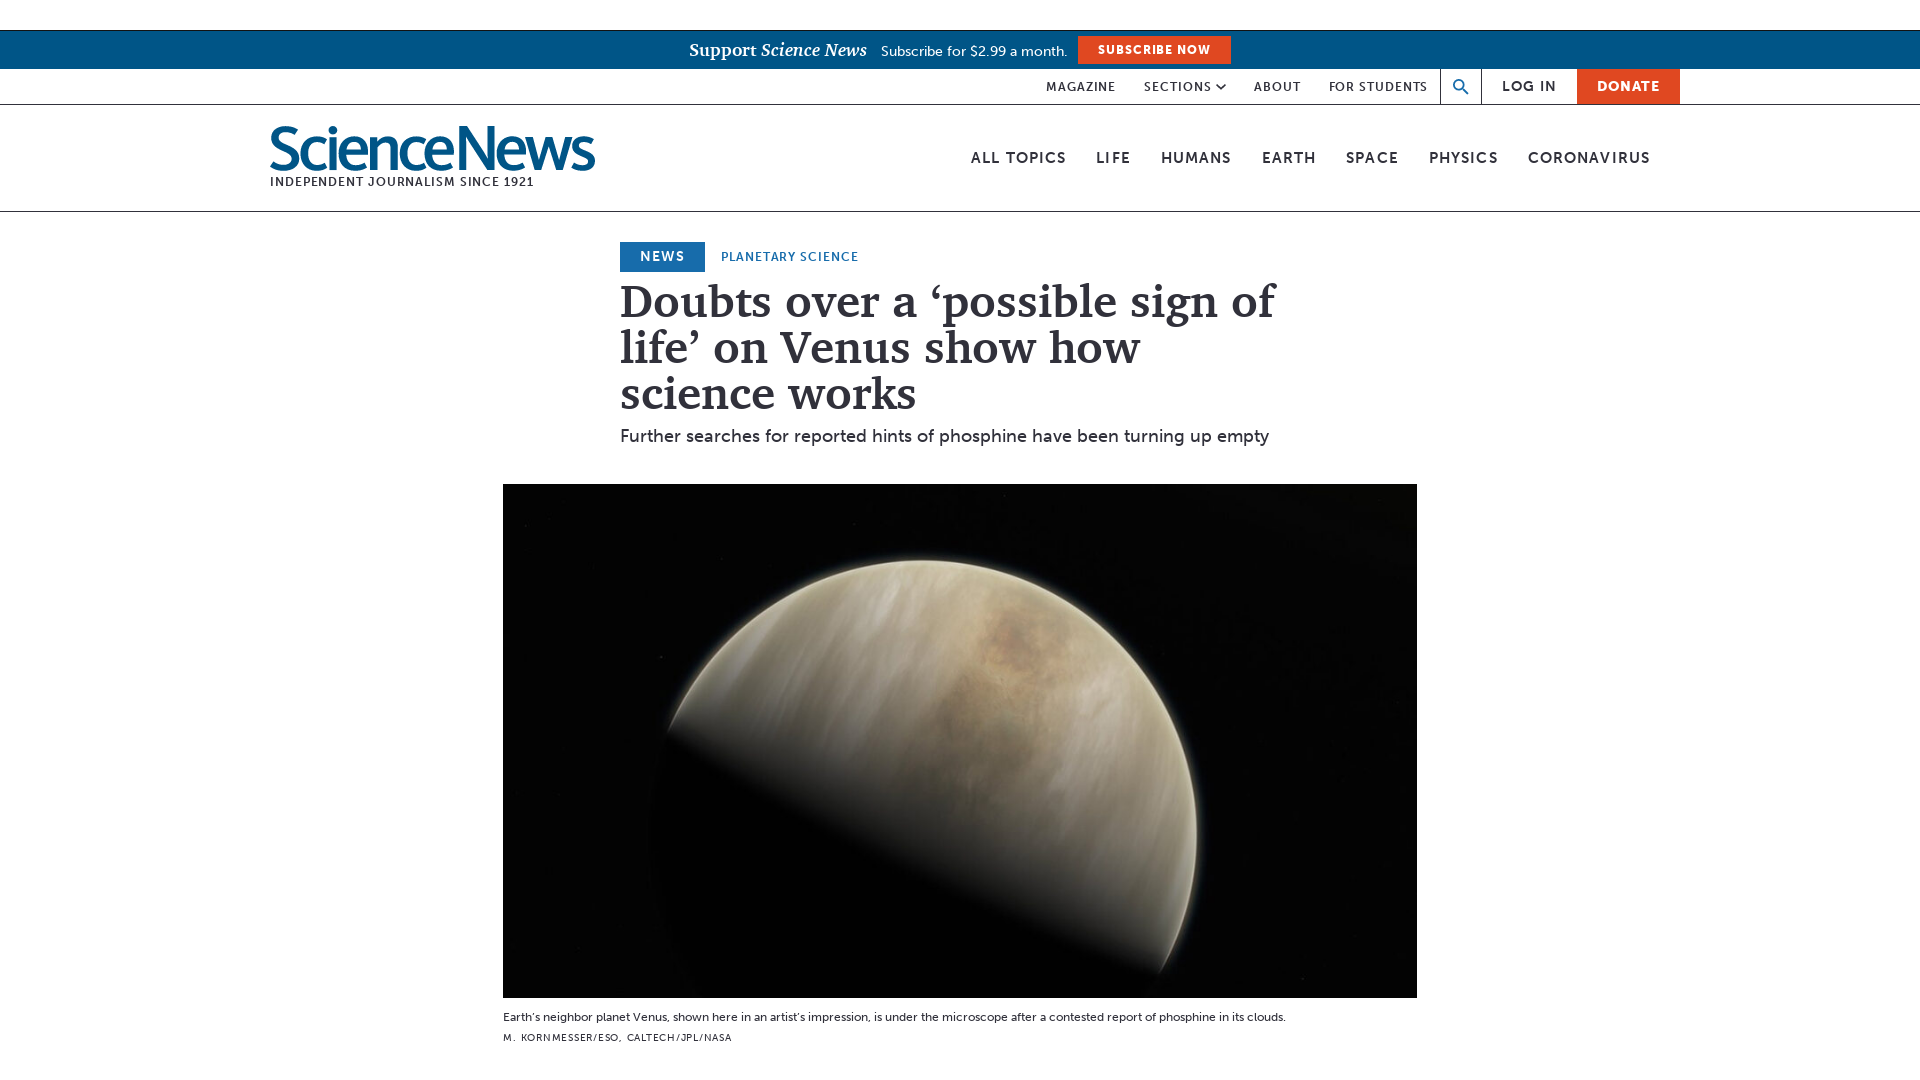 Support Science News Subscribe for $2.99 a month. SUBSCRIBE NOW
MAGAZINE SECTIONS ABOUT FOR STUDENTS LOG IN DONATE
ScienceNews
INDEPENDENT JOURNALISM SINCE 1921
ALL TOPICS LIFE HUMANS EARTH SPACE PHYSICS CORONAVIRUS
NEWS PLANETARY SCIENCE
Doubts over a ‘possible sign of
life’ on Venus show how
science works
Further searches for reported hints of phosphine have been turning up empty
Earth’s neighbor planet Venus, shown here in an artist’s impression, is under the microscope after a contested report of phosphine in its clouds.
M. KORNMESSER/ESO, CALTECH/JPL/NASA